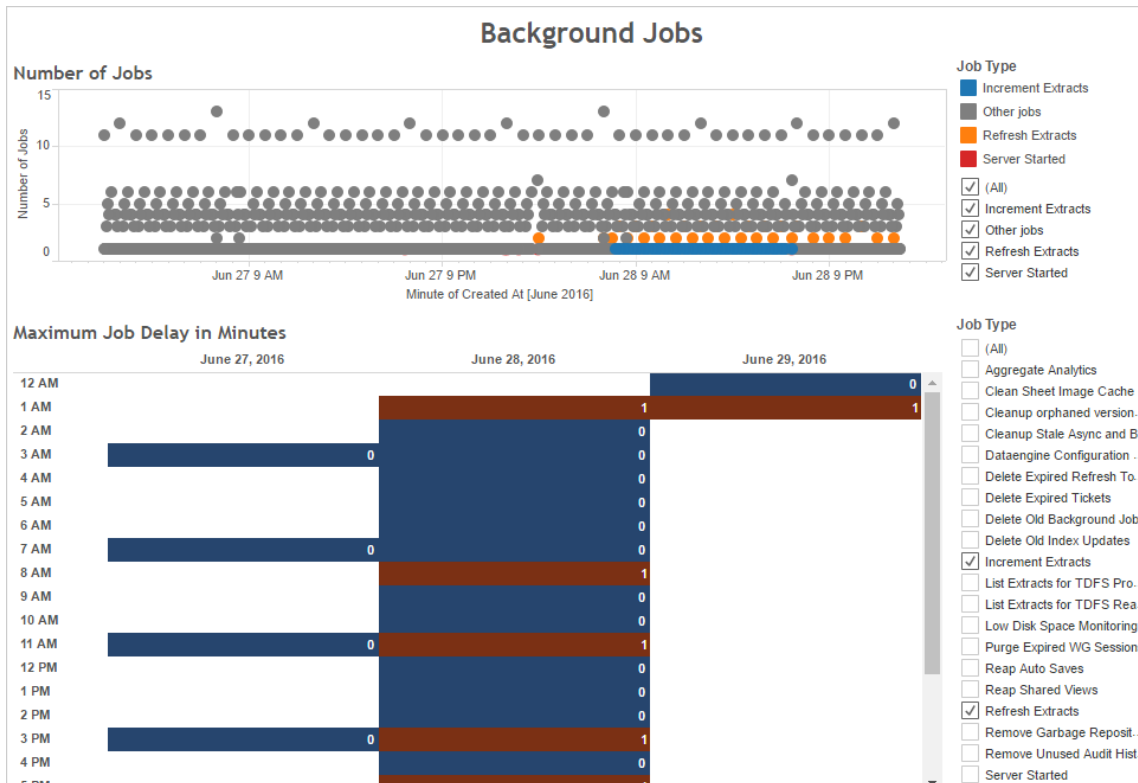 Background Jobs
Number of Jobs
15
10
5
0
Number of Jobs
Jun 27 9 AM
Jun 27 9 PM
Jun 28 9 AM
Jun 28 9 PM
Minute of Created At [June 2016]
Job Type
Increment Extracts
Other jobs
Refresh Extracts
Server Started
(All)
Increment Extracts
Other jobs
Refresh Extracts
Server Started
Maximum Job Delay in Minutes
June 27, 2016 June 28, 2016 June 29, 2016
12 AM 0
1 AM 1 1
2 AM 0
3 AM 0 0
4 AM 0
5 AM 0
6 AM 0
7 AM 0 0
8 AM 1
9 AM 0
10 AM 0
11 AM 0 1
12 PM 0
1 PM 0
2 PM 0
3 PM 0 1
4 PM 0
Job Type
(All)
Aggregate Analytics
Clean Sheet Image Cache
Cleanup orphaned version..
Cleanup Stale Async and B
Dataengine Configuration ..
Delete Expired Refresh To..
Delete Expired Tickets
Delete Old Background Job
Delete Old Index Updates
Increment Extracts
List Extracts for TDFS Pro..
List Extracts for TDFS Rea
Low Disk Space Monitoring
Purge Expired WG Session
Reap Auto Saves
Reap Shared Views
Refresh Extracts
Remove Garbage Reposit..
Remove Unused Audit Hist
Server Started